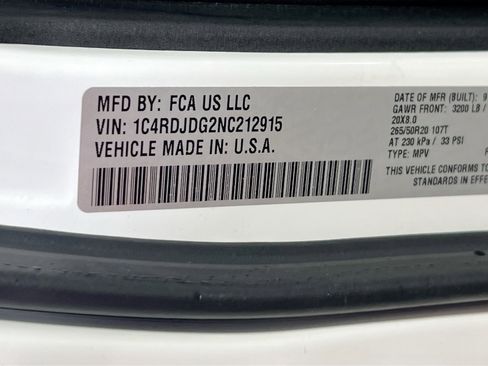 MFD BY: FCA US LLC
VIN: 1C4RDJDG2NC212915
VEHICLE MADE IN: U.S.A.
DATE OF MFR (BUILT): 9
GAWR FRONT: 3200 LB /
20X8.0
265/50R20 107T
AT 230 kPa / 33 PSI
TYPE: MPV
THIS VEHICLE CONFORMS TO
STANDARDS IN EFFE